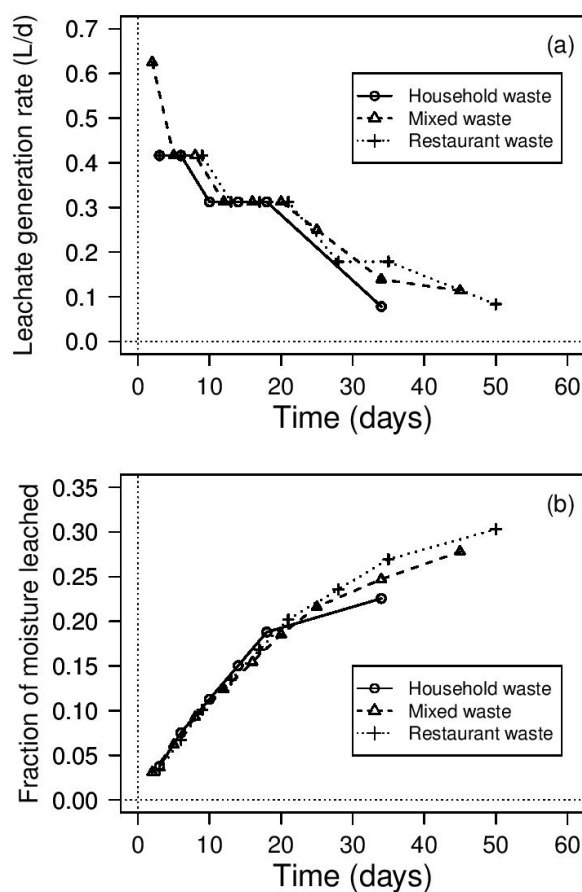 (a)
Leachate generation rate (L/d)
0.7
0.6
0.5
0.4
0.3
0.2
0.1
0.0
Household waste
Mixed waste
Restaurant waste
0 10 20 30 40 50 60
Time (days)
(b)
Fraction of moisture leached
0.35
0.30
0.25
0.20
0.15
0.10
0.05
0.00
Household waste
Mixed waste
Restaurant waste
0 10 20 30 40 50 60
Time (days)